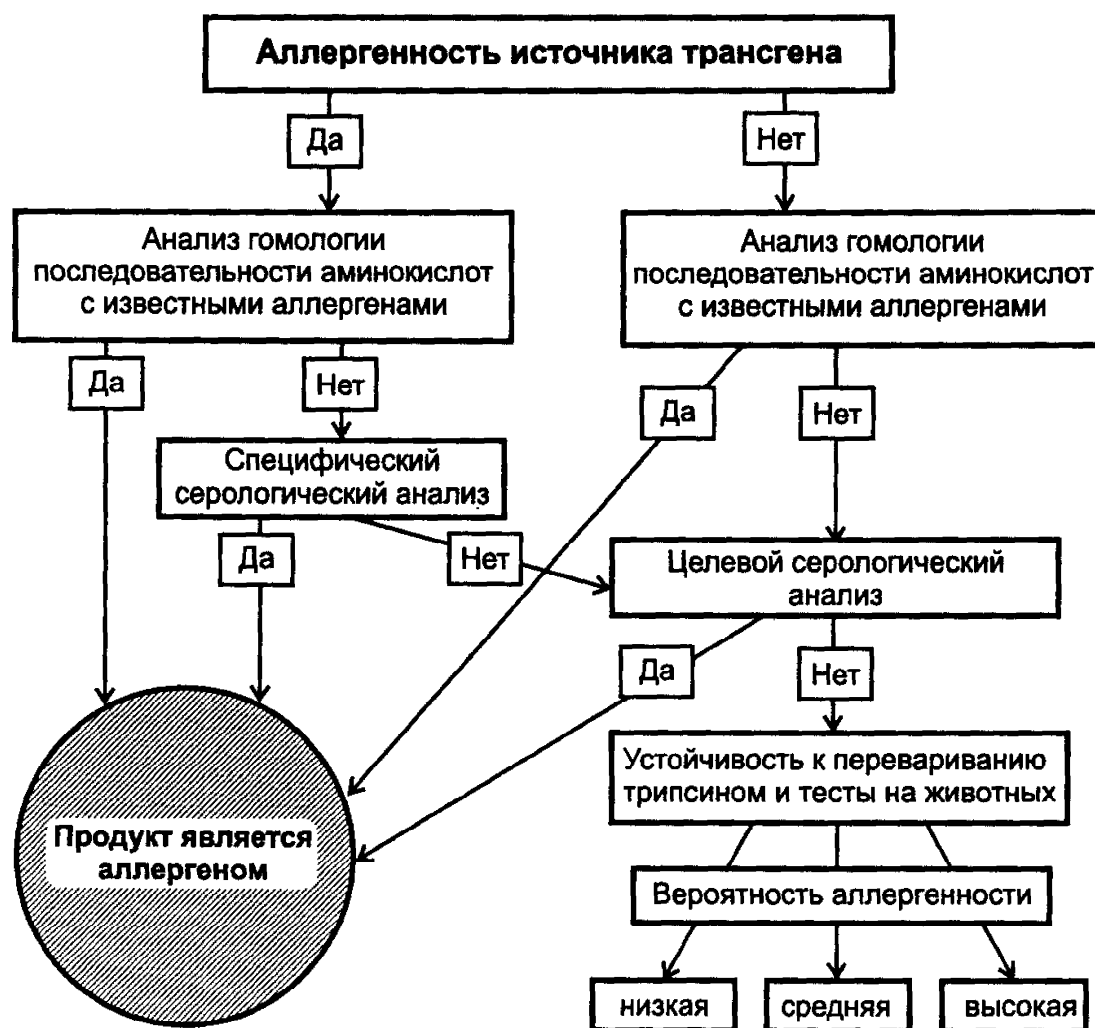 Аллергенность источника трансгена
Да
Нет
Анализ гомологии
последовательности аминокислот
с известными аллергенами
Анализ гомологии
последовательности аминокислот
с известными аллергенами
Да
Нет
Да
Нет
Специфический
серологический анализ
Да
Нет
Целевой серологический
анализ
Да
Нет
Устойчивость к перевариванию
трипсином и тесты на животных
Продукт является
аллергеном
Вероятность аллергенности
низкая
средняя
высокая